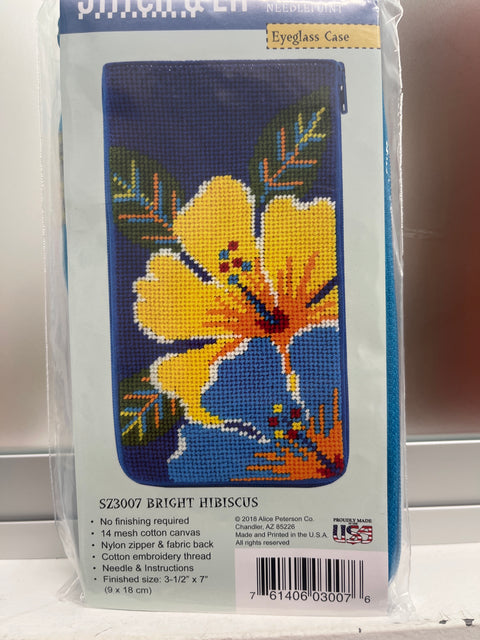 NEEDLEPOINT
Eyeglass Case
SZ3007 BRIGHT HIBISCUS
• No finishing required
• 14 mesh cotton canvas
• Nylon zipper & fabric back
• Cotton embroidery thread
• Needle & Instructions
• Finished size: 3-1/2" x 7"
(9 x 18 cm)
© 2018 Alice Peterson Co.
Chandler, AZ 85226
Made and Printed in the U.S.A.
All rights reserved
PROUDLY MADE
USA
7 61406 03007 6